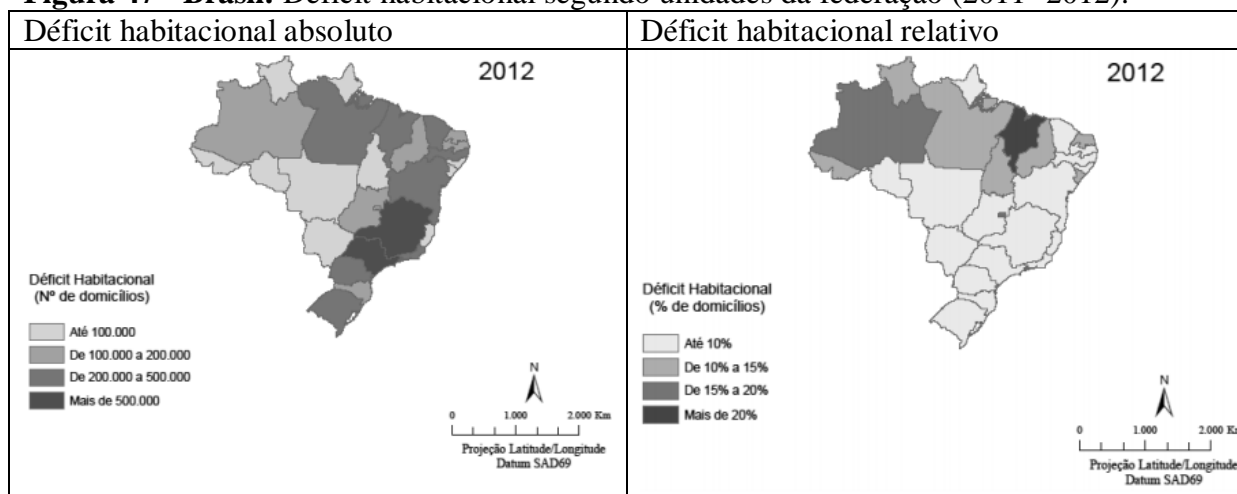 Figura 47 - Brasil: Déficit habitacional segundo unidades da federação (2011 -2012).
Déficit habitacional absoluto
2012
Déficit Habitacional
(Nº de domicílios)
Até 100.000
De 100.000 a 200.000
De 200.000 a 500.000
Mais de 500.000
N
0 1.000 2.000 Km
Projeção Latitude/Longitude
Datum SAD69
Déficit habitacional relativo
2012
Déficit Habitacional
(% de domicílios)
Até 10%
De 10% a 15%
De 15% a 20%
Mais de 20%
N
0 1.000 2.000 Km
Projeção Latitude/Longitude
Datum SAD69